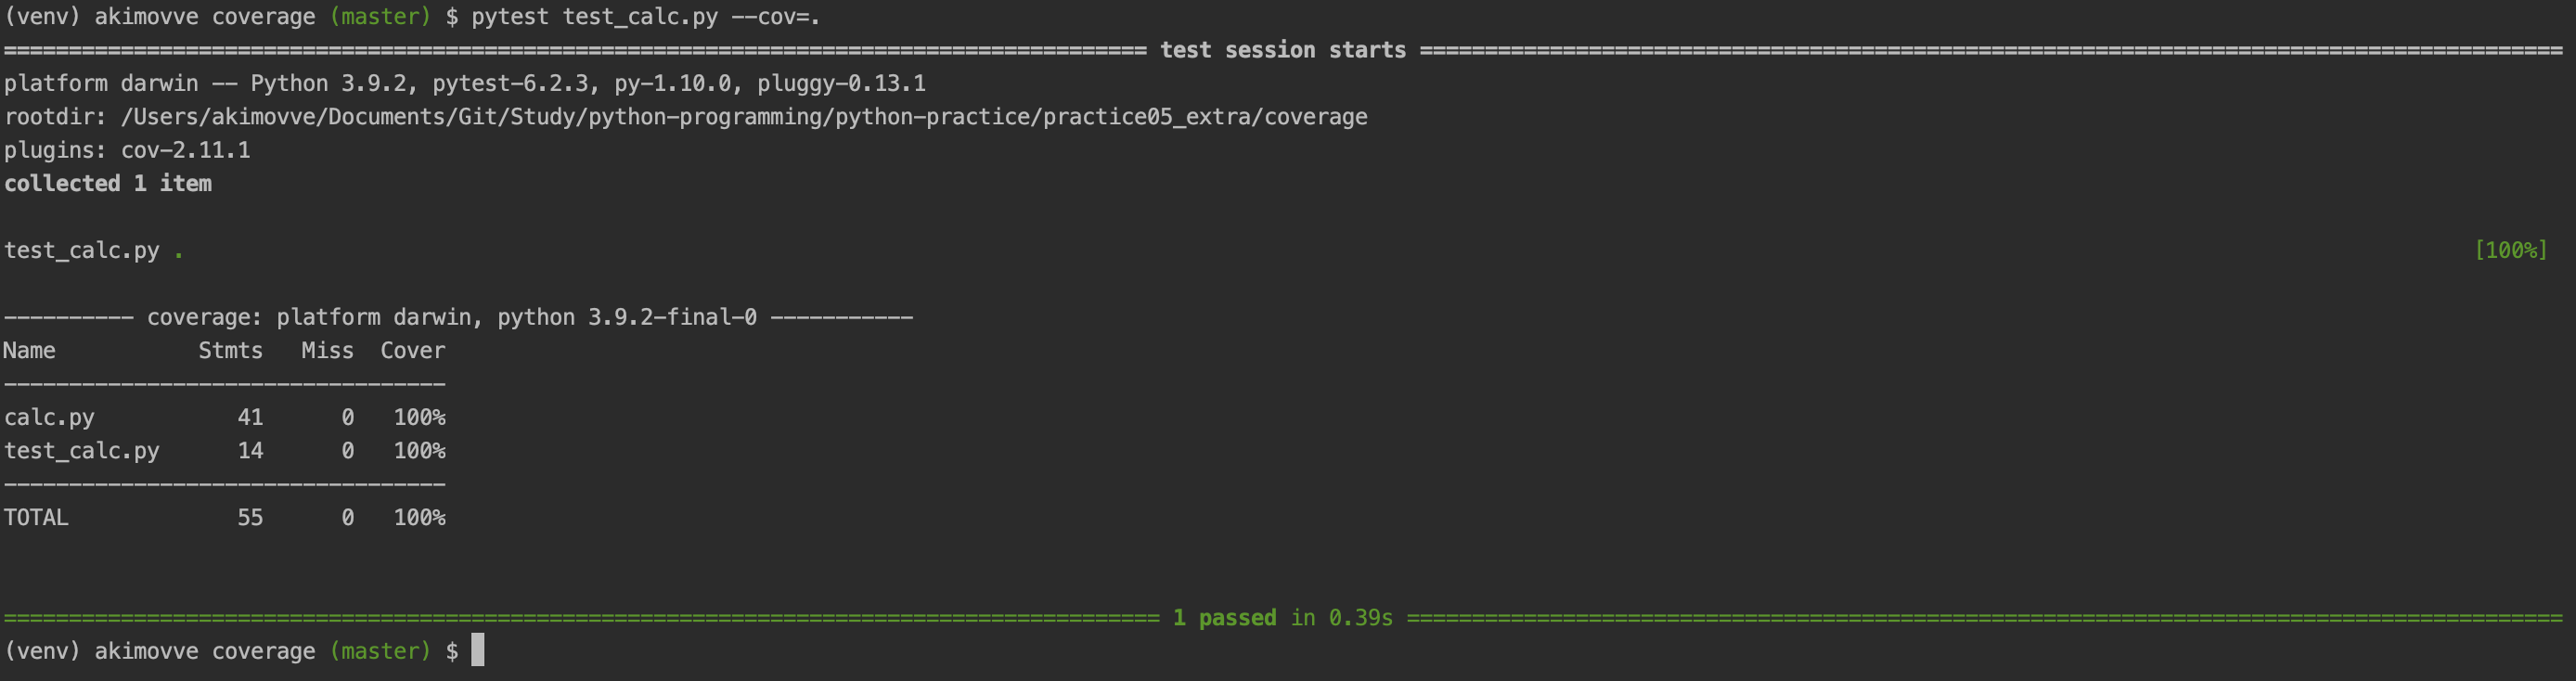 (venv) akimovve coverage (master) $ pytest test_calc.py --cov=.
======================================================================================== test session starts ========================================================================================
platform darwin -- Python 3.9.2, pytest-6.2.3, py-1.10.0, pluggy-0.13.1
rootdir: /Users/akimovve/Documents/Git/Study/python-programming/python-practice/practice05_extra/coverage
plugins: cov-2.11.1
collected 1 item
test_calc.py . [100%]
---------- coverage: platform darwin, python 3.9.2-final-0 -----------
Name Stmts Miss Cover
----------------------------------
calc.py 41 0 100%
test_calc.py 14 0 100%
----------------------------------
TOTAL 55 0 100%
========================================================================================= 1 passed in 0.39s =========================================================================================
(venv) akimovve coverage (master) $